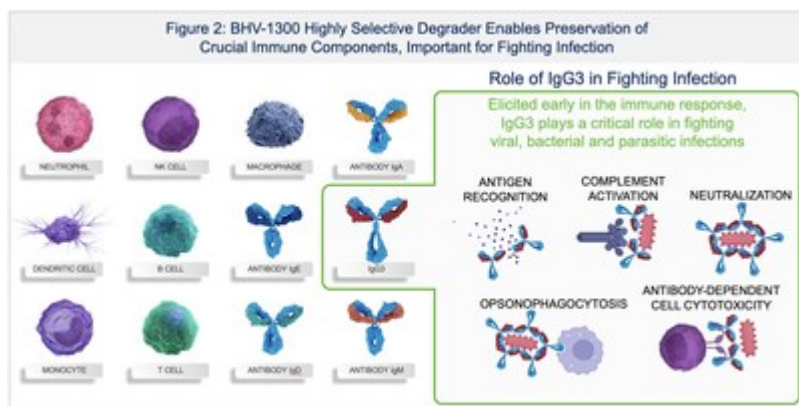 Figure 2: BHV-1300 Highly Selective Degrader Enables Preservation of
Crucial Immune Components, Important for Fighting Infection
NEUTROPHIL
NK CELL
MACROPHAGE
ANTIBODY IgA
DENDRITIC CELL
B CELL
ANTIBODY IgE
IgG3
MONOCYTE
T CELL
ANTIBODY IgD
ANTIBODY IgM
Role of IgG3 in Fighting Infection
Elicited early in the immune response,
IgG3 plays a critical role in fighting
viral, bacterial and parasitic infections
ANTIGEN
RECOGNITION
COMPLEMENT
ACTIVATION
NEUTRALIZATION
OPSONOPHAGOCYTOSIS
ANTIBODY-DEPENDENT
CELL CYTOTOXICITY